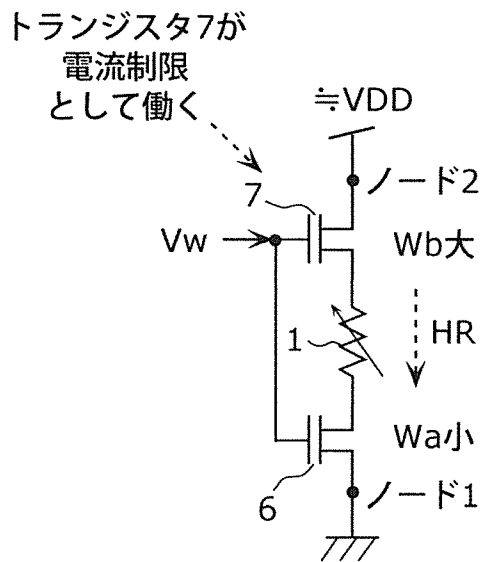 トランジスタ7が
電流制限
として働く
≒VDD
ノード2
7
Vw
Wb大
1
HR
Wa小
6
ノード1